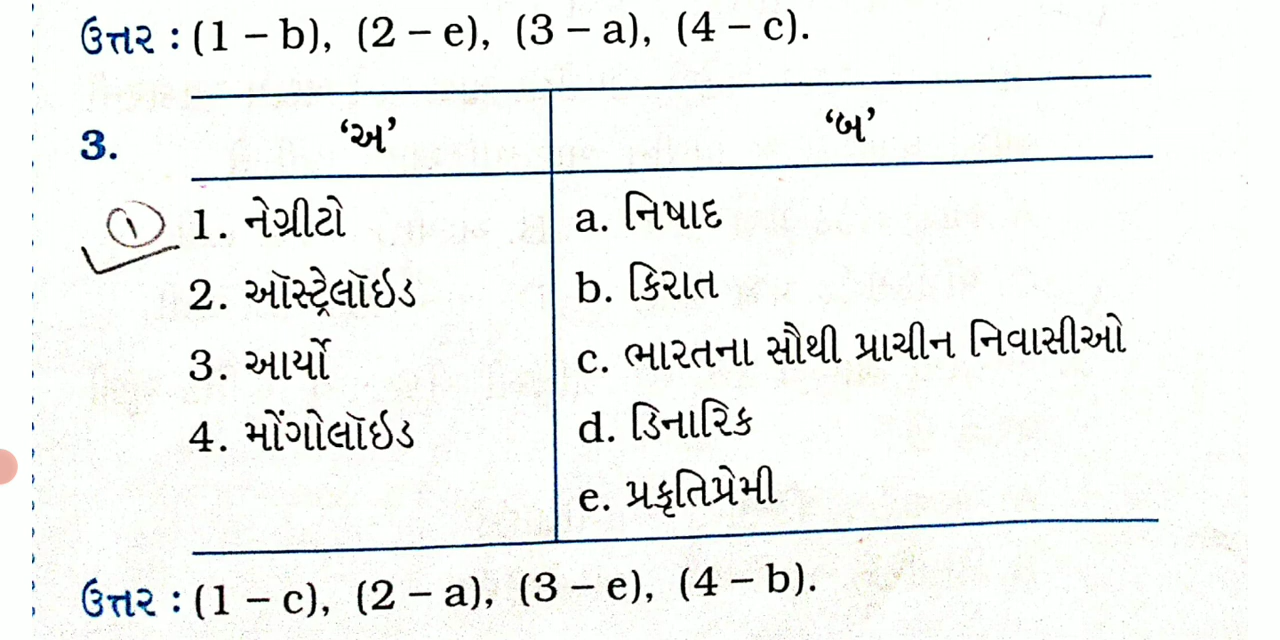 ઉત્તર : (1 – b), (2 – e), (3 – a), (4 – c).
3. ‘અ’ ‘બ’
૧ 1. નેગ્રીટો a. નિષાદ
2. ઑસ્ટ્રેલૉઇડ b. કિરાત
3. આર્યો c. ભારતના સૌથી પ્રાચીન નિવાસીઓ
4. મોંગોલૉઇડ d. ડિનારિક
e. પ્રકૃતિપ્રેમી
ઉત્તર : (1 – c), (2 – a), (3 – e), (4 – b).